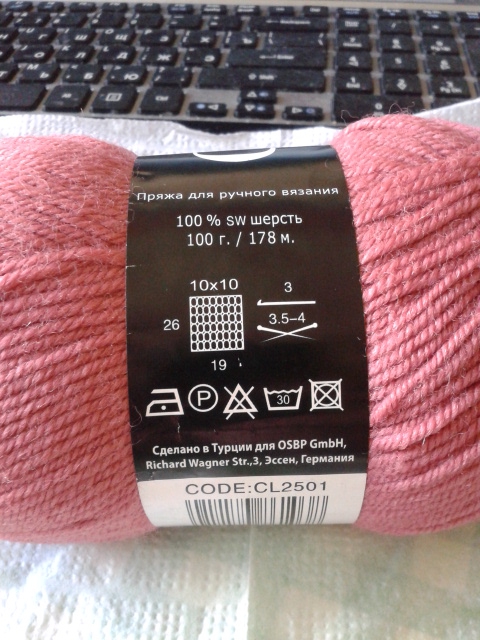 Пряжа для ручного вязания
100 % sw шерсть
100 г. / 178 м.
10x10
3
26
3.5–4
19
P
30
Сделано в Турции для OSBP GmbH,
Richard Wagner Str.,3, Эссен, Германия
CODE:CL2501